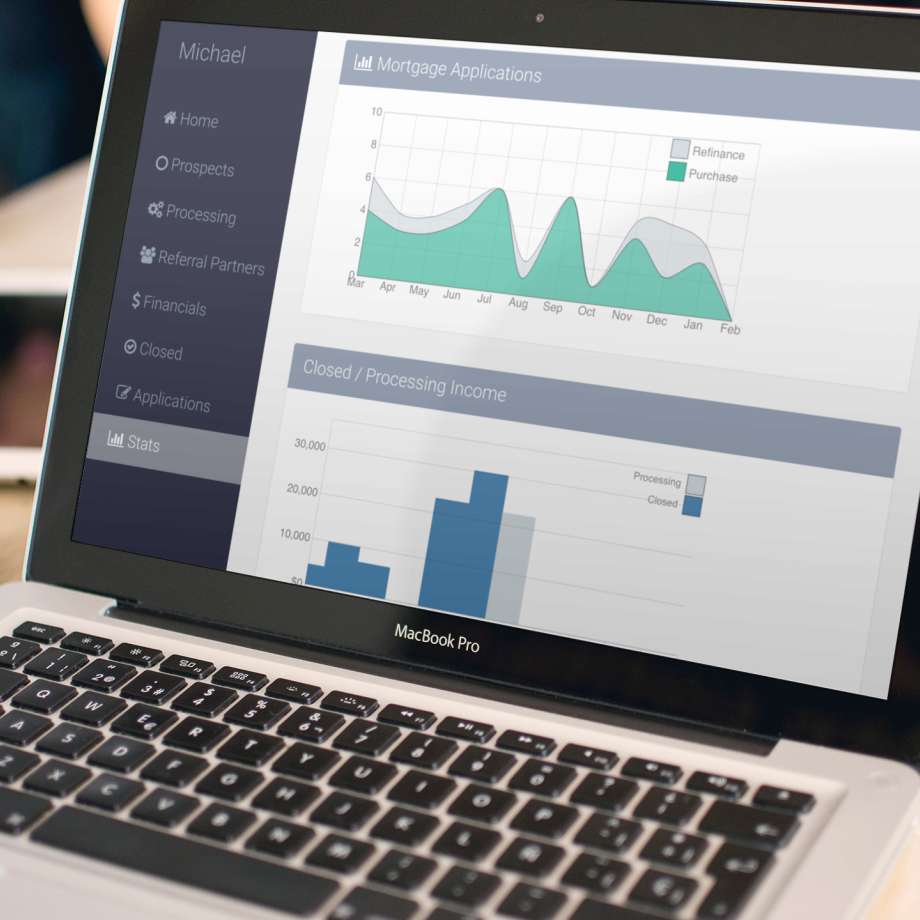 Michael
Home
Prospects
Processing
Referral Partners
Financials
Closed
Applications
Stats
Mortgage Applications
10
8
6
4
2
0
Mar Apr May Jun Jul Aug Sep Oct Nov Dec Jan Feb
Refinance
Purchase
Closed / Processing Income
30,000
20,000
10,000
$0
Processing
Closed
MacBook Pro
esc
Q W E R T Y U I O P
A S D F G H J K L Ñ
Z X C V B N M